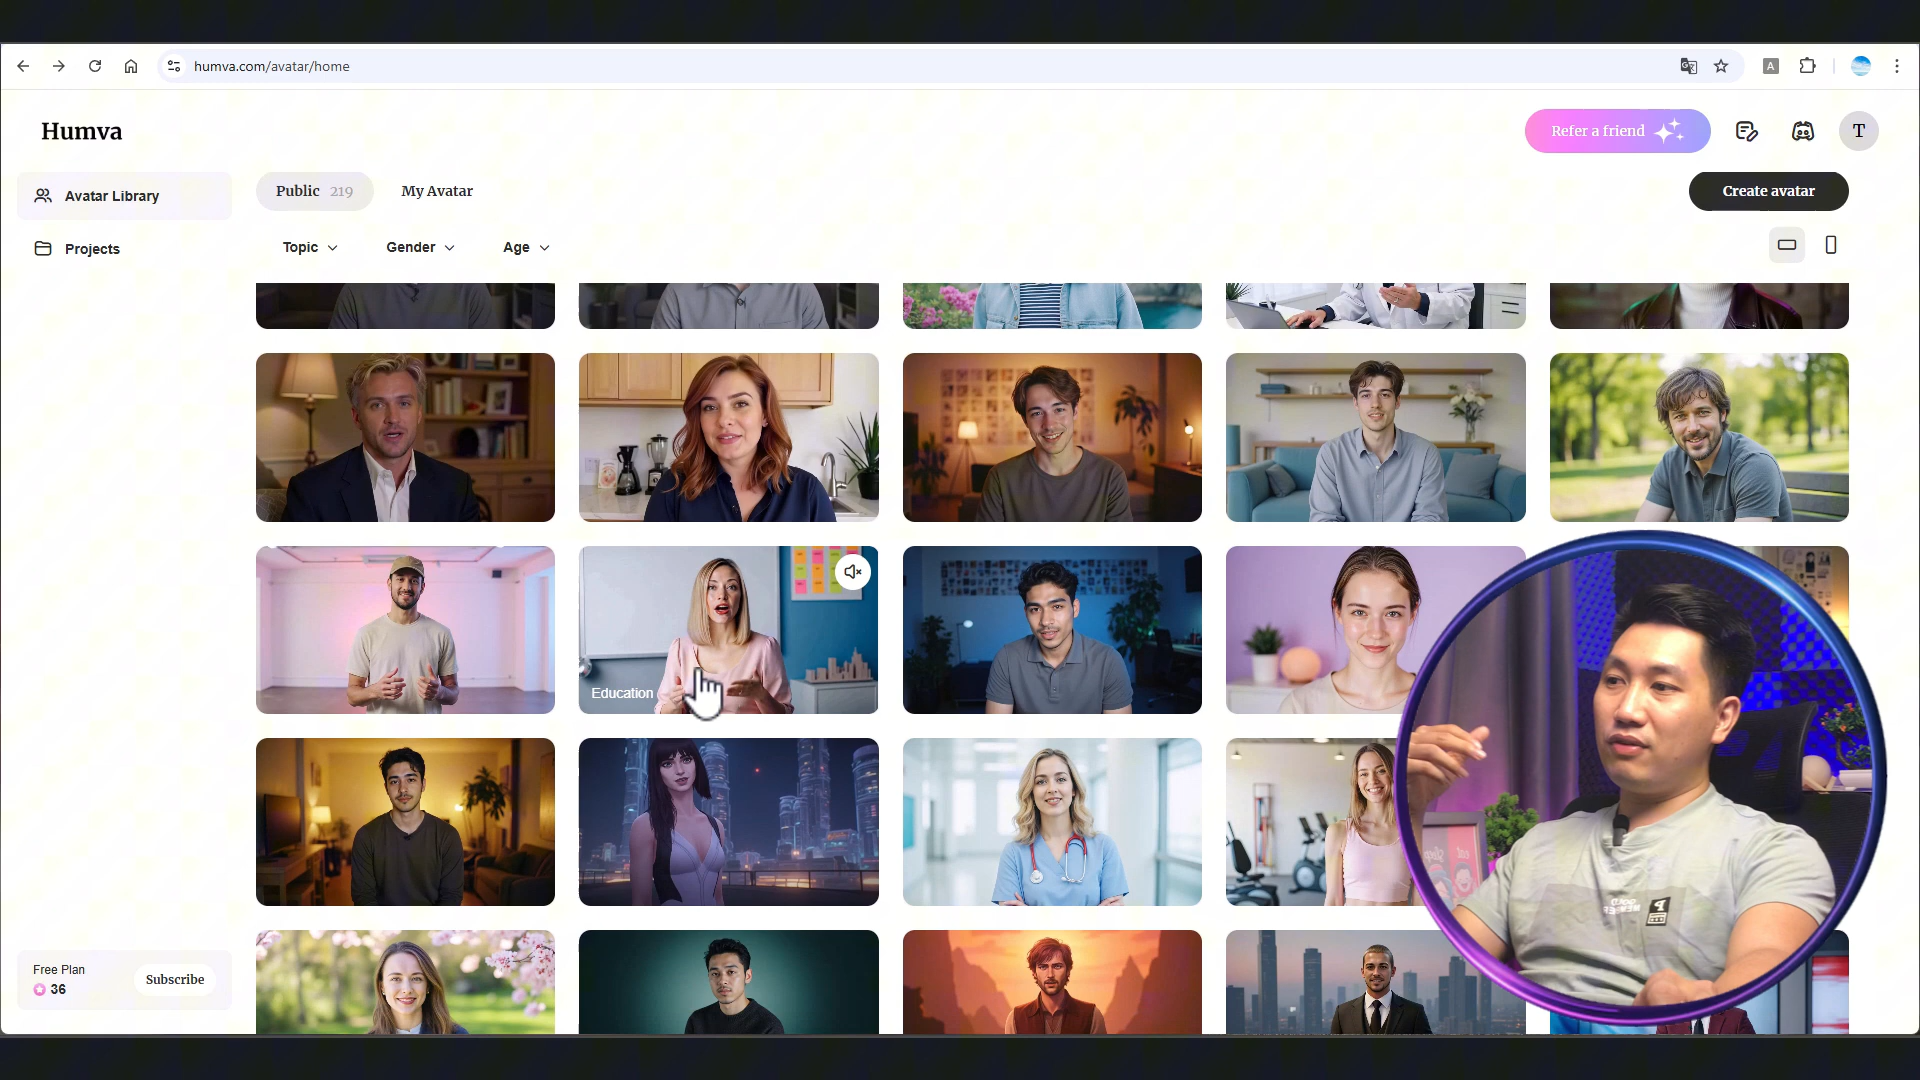 humva.com/avatar/home
A
Humva
Refer a friend
T
Avatar Library
Public 219
My Avatar
Create avatar
Projects
Topic
Gender
Age
Education
Free Plan
36
Subscribe